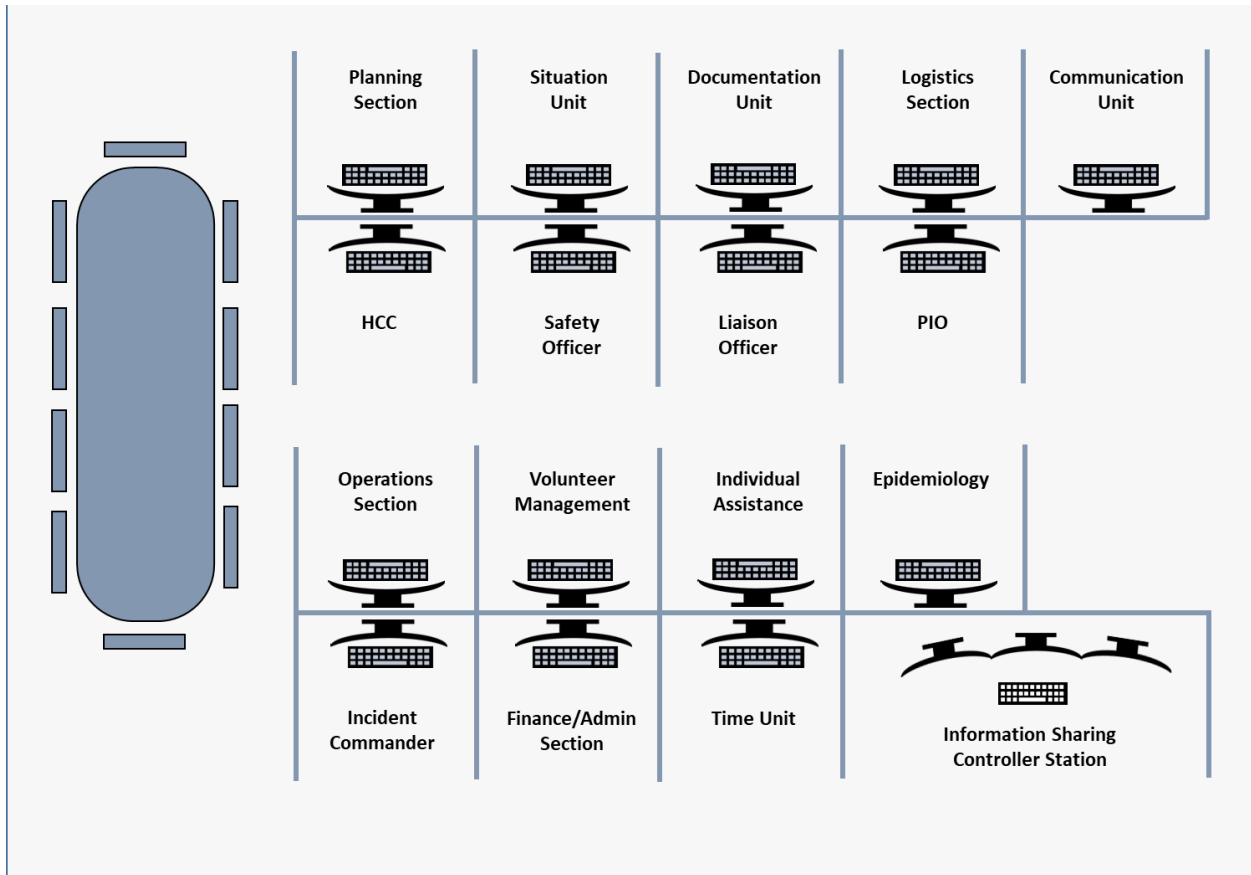 Planning
Section
Situation
Unit
Documentation
Unit
Logistics
Section
Communication
Unit
HCC
Safety
Officer
Liaison
Officer
PIO
Operations
Section
Volunteer
Management
Individual
Assistance
Epidemiology
Incident
Commander
Finance/Admin
Section
Time Unit
Information Sharing
Controller Station